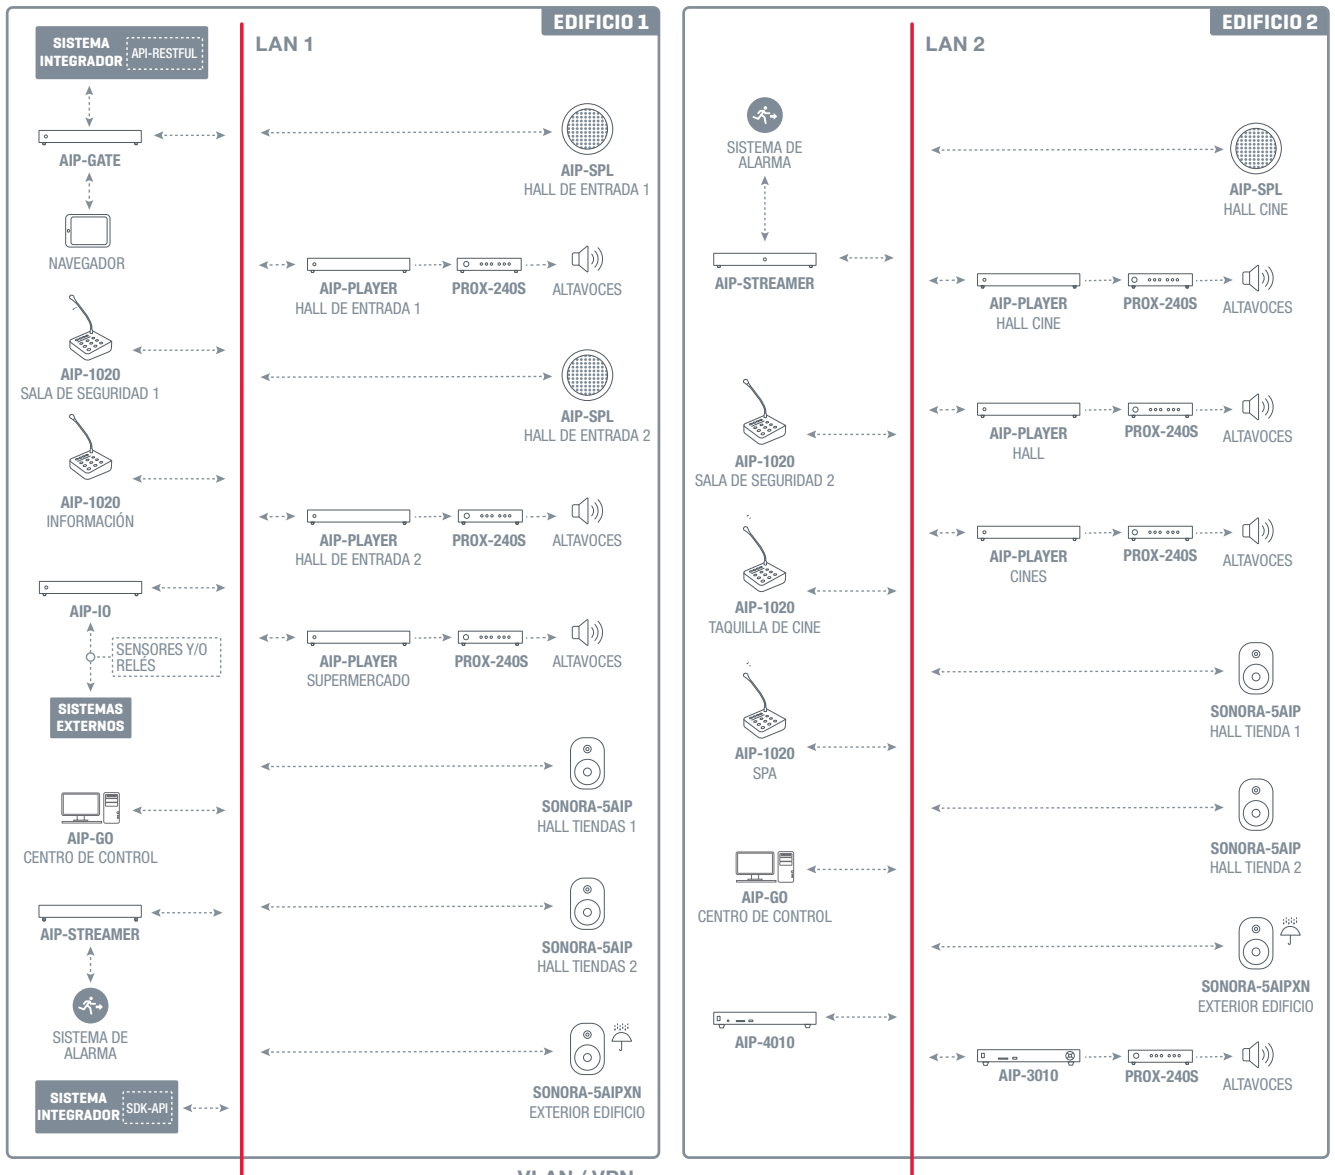 EDIFICIO 1
LAN 1
SISTEMA
INTEGRADOR
API-RESTFUL
AIP-GATE
NAVEGADOR
AIP-1020
SALA DE SEGURIDAD 1
AIP-1020
INFORMACIÓN
AIP-IO
SENSORES Y/O
RELÉS
SISTEMAS
EXTERNOS
AIP-GO
CENTRO DE CONTROL
AIP-STREAMER
SISTEMA DE
ALARMA
SISTEMA
INTEGRADOR
SDK-API
AIP-SPL
HALL DE ENTRADA 1
AIP-PLAYER
HALL DE ENTRADA 1
PROX-240S
ALTAVOCES
AIP-SPL
HALL DE ENTRADA 2
AIP-PLAYER
HALL DE ENTRADA 2
PROX-240S
ALTAVOCES
AIP-PLAYER
SUPERMERCADO
PROX-240S
ALTAVOCES
SONORA-5AIP
HALL TIENDAS 1
SONORA-5AIP
HALL TIENDAS 2
SONORA-5AIPXN
EXTERIOR EDIFICIO
EDIFICIO 2
LAN 2
SISTEMA DE
ALARMA
AIP-STREAMER
AIP-1020
SALA DE SEGURIDAD 2
AIP-1020
TAQUILLA DE CINE
AIP-1020
SPA
AIP-GO
CENTRO DE CONTROL
AIP-4010
AIP-SPL
HALL CINE
AIP-PLAYER
HALL CINE
PROX-240S
ALTAVOCES
AIP-PLAYER
HALL
PROX-240S
ALTAVOCES
AIP-PLAYER
CINES
PROX-240S
ALTAVOCES
SONORA-5AIP
HALL TIENDA 1
SONORA-5AIP
HALL TIENDA 2
SONORA-5AIPXN
EXTERIOR EDIFICIO
AIP-3010
PROX-240S
ALTAVOCES
VLAN / VPN